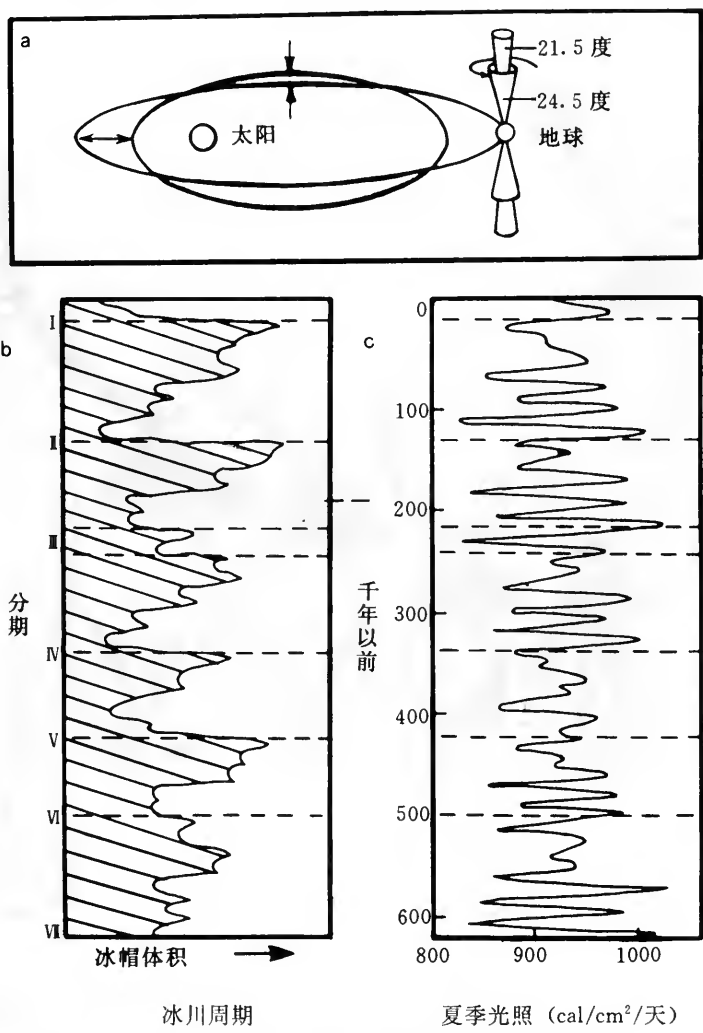 a
21.5 度
24.5 度
太阳
地球
b
分期
I
II
III
IV
V
VI
VII
冰帽体积
冰川周期
c
千年以前
0
100
200
300
400
500
600
800
900
1000
夏季光照 (cal/cm²/天)